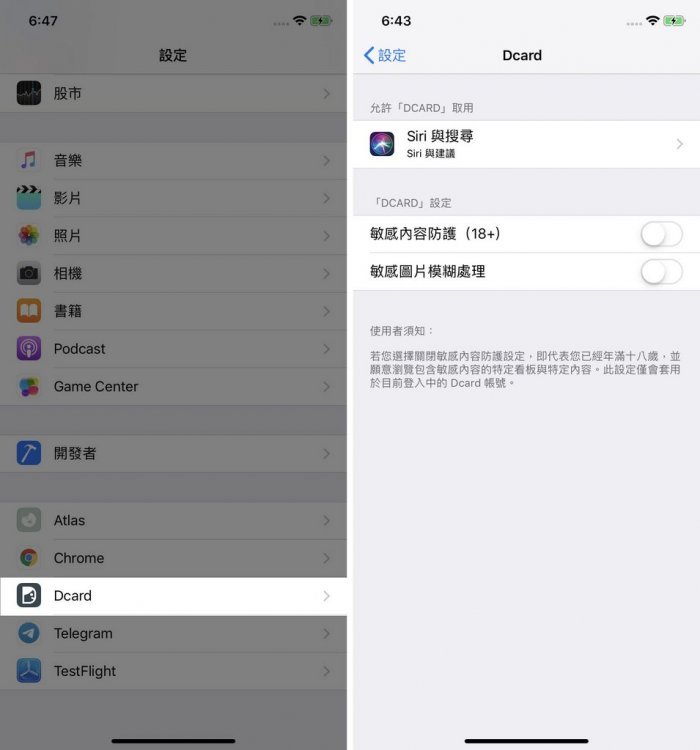 6:47
設定
股市
音樂
影片
照片
相機
書籍
Podcast
Game Center
開發者
Atlas
Chrome
Dcard
Telegram
TestFlight
6:43
設定
Dcard
允許「DCARD」取用
Siri 與搜尋
Siri 與建議
「DCARD」設定
敏感內容防護（18+）
敏感圖片模糊處理
使用者須知：
若您選擇關閉敏感內容防護設定，即代表您已經年滿十八歲，並
願意瀏覽包含敏感內容的特定看板與特定內容。此設定僅會套用
於目前登入中的 Dcard 帳號。